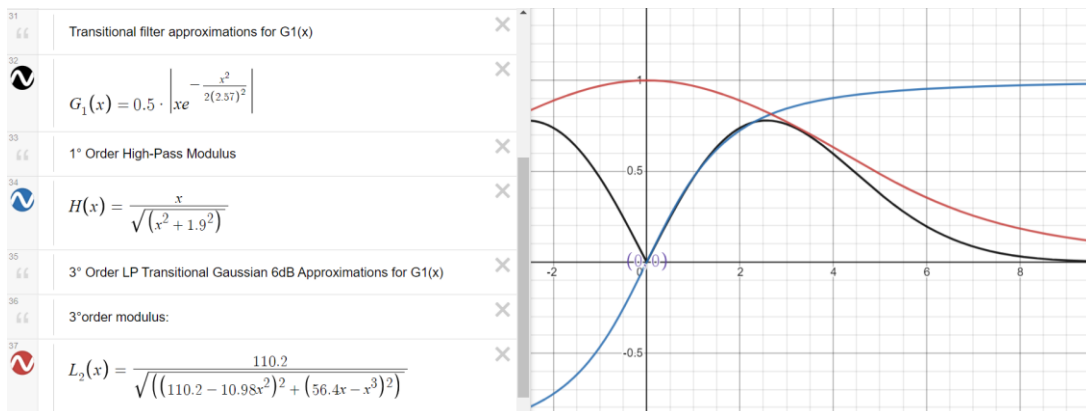 31
Transitional filter approximations for G1(x)
32
G₁(x) = 0.5 · |xe^(-x²/(2(2.57)²))|
33
1° Order High-Pass Modulus
34
H(x) = x/√(x² + 1.9²)
35
3° Order LP Transitional Gaussian 6dB Approximations for G1(x)
36
3°order modulus:
37
L₂(x) = 110.2/√((110.2 - 10.98x²)² + (56.4x - x³)²)
1
0.5
(0,0)
-2 0 2 4 6 8
-0.5